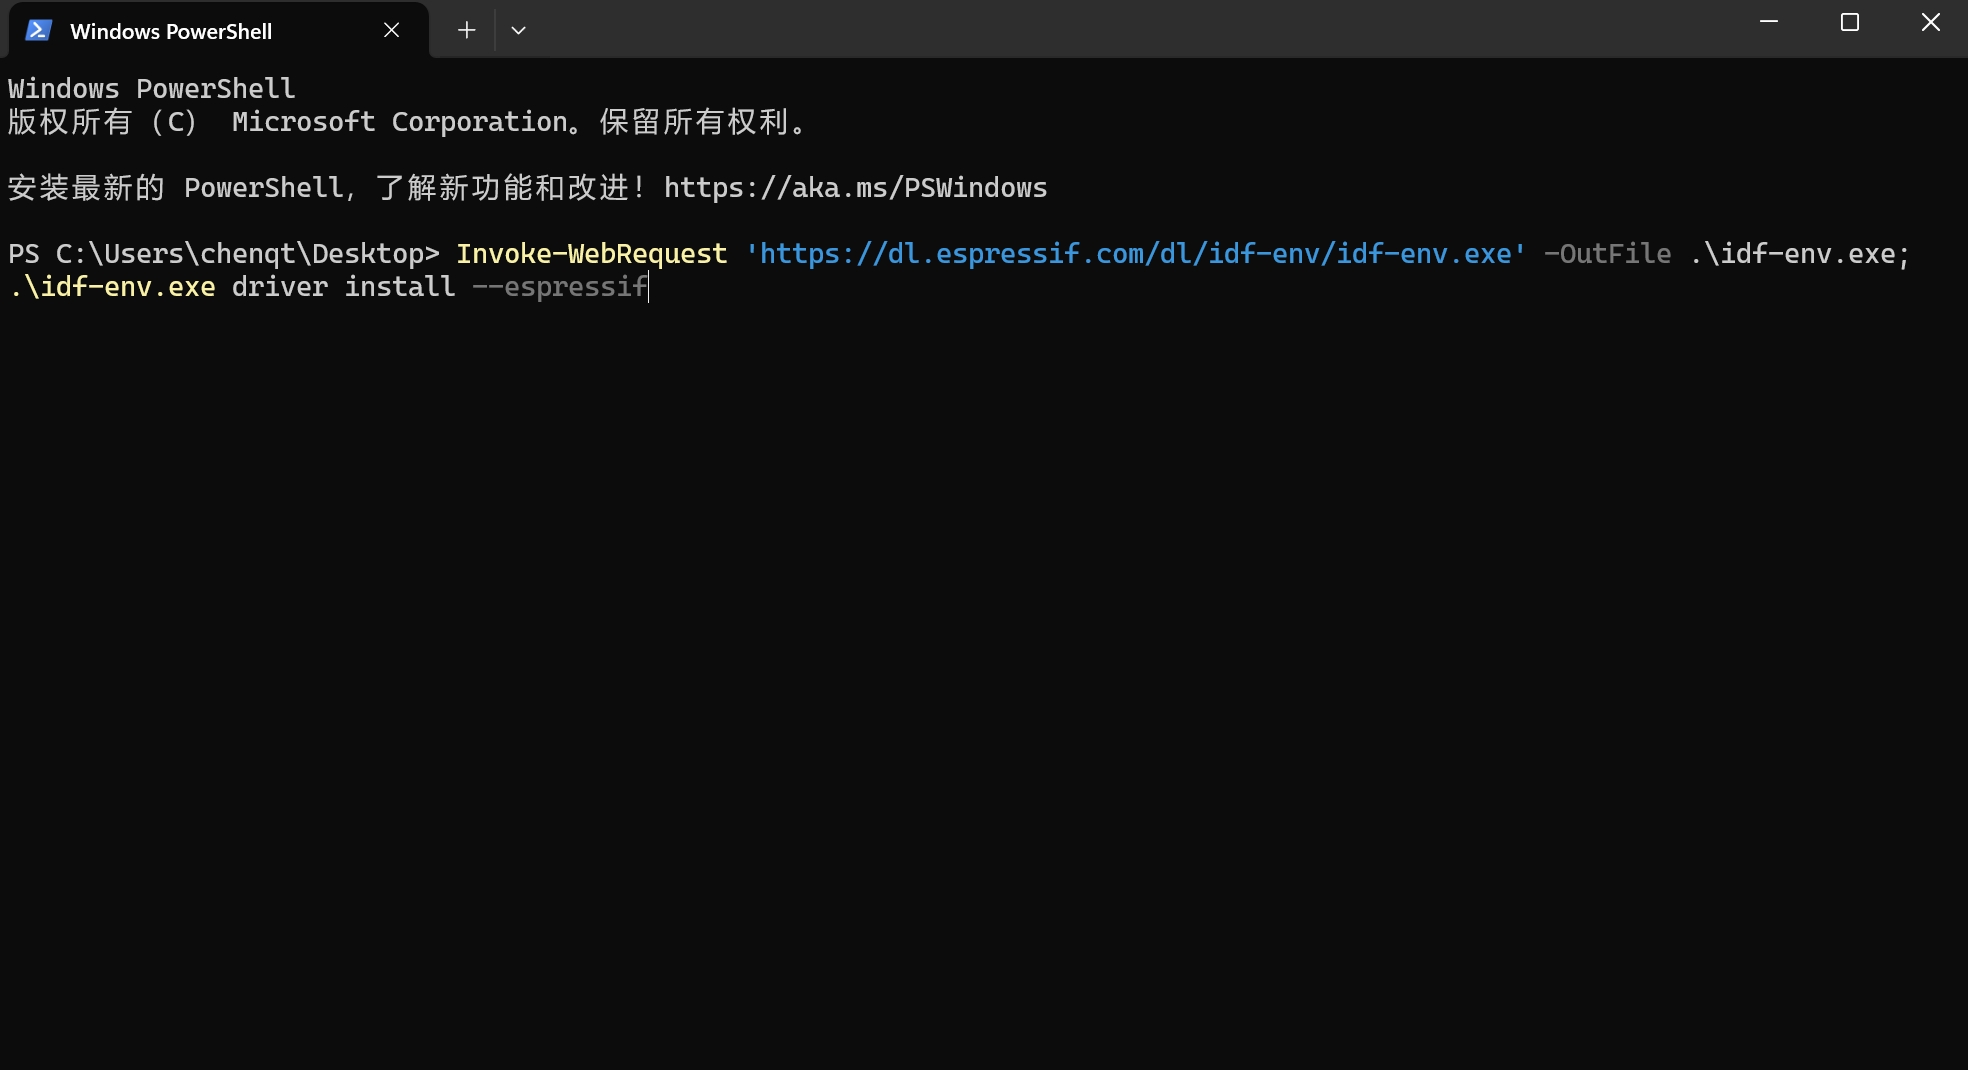 Windows PowerShell
Windows PowerShell
版权所有（C） Microsoft Corporation。保留所有权利。
安装最新的 PowerShell，了解新功能和改进！https://aka.ms/PSWindows
PS C:\Users\chenqt\Desktop> Invoke-WebRequest 'https://dl.espressif.com/dl/idf-env/idf-env.exe' -OutFile .\idf-env.exe;
.\idf-env.exe driver install --espressif